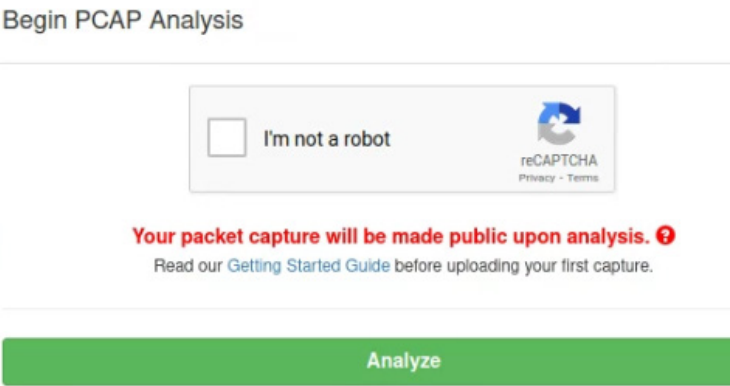 Begin PCAP Analysis
I'm not a robot
reCAPTCHA
Privacy - Terms
Your packet capture will be made public upon analysis. ?
Read our Getting Started Guide before uploading your first capture.
Analyze